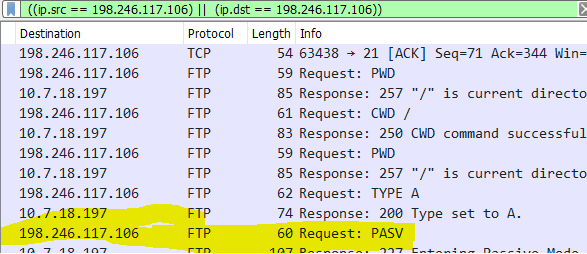 ((ip.src == 198.246.117.106) || (ip.dst == 198.246.117.106))
Destination Protocol Length Info
198.246.117.106 TCP 54 63438 → 21 [ACK] Seq=71 Ack=344 Win=
198.246.117.106 FTP 59 Request: PWD
10.7.18.197 FTP 85 Response: 257 "/" is current directo
198.246.117.106 FTP 61 Request: CWD /
10.7.18.197 FTP 83 Response: 250 CWD command successful
198.246.117.106 FTP 59 Request: PWD
10.7.18.197 FTP 85 Response: 257 "/" is current directo
198.246.117.106 FTP 62 Request: TYPE A
10.7.18.197 FTP 74 Response: 200 Type set to A.
198.246.117.106 FTP 60 Request: PASV
10.7.18.197 FTP 107 Response: 227 Entering Passive Mode